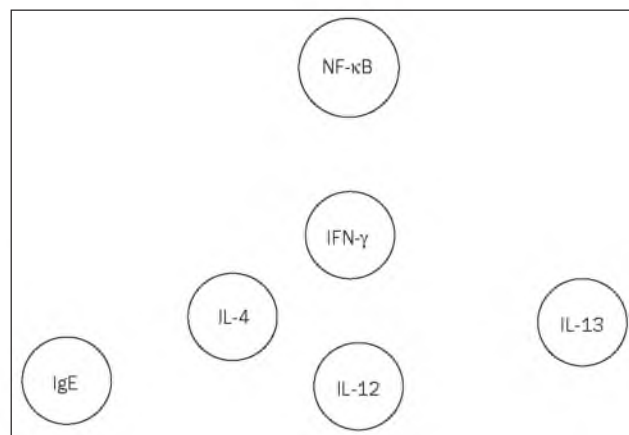 NF-κB
IFN-γ
IL-4
IL-13
IgE
IL-12